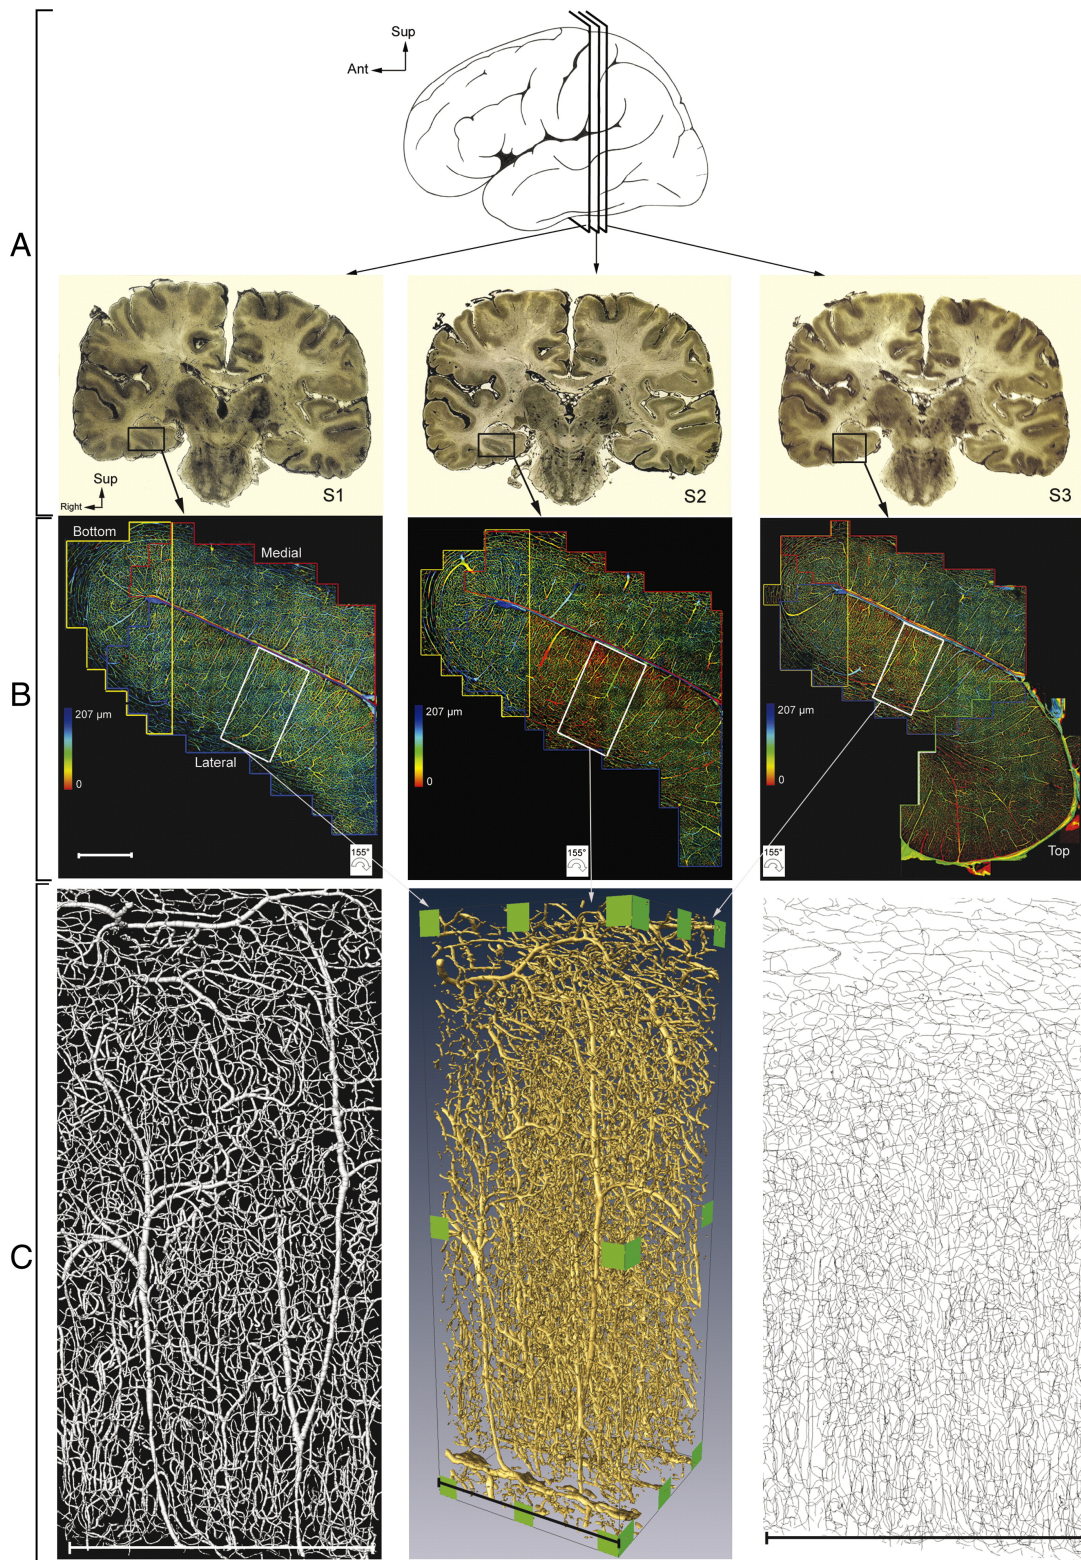 A
Sup
Ant
S1
Sup
Right
S2
S3
B
Bottom
Medial
207 µm
0
Lateral
155°
207 µm
0
155°
207 µm
0
155°
Top
C